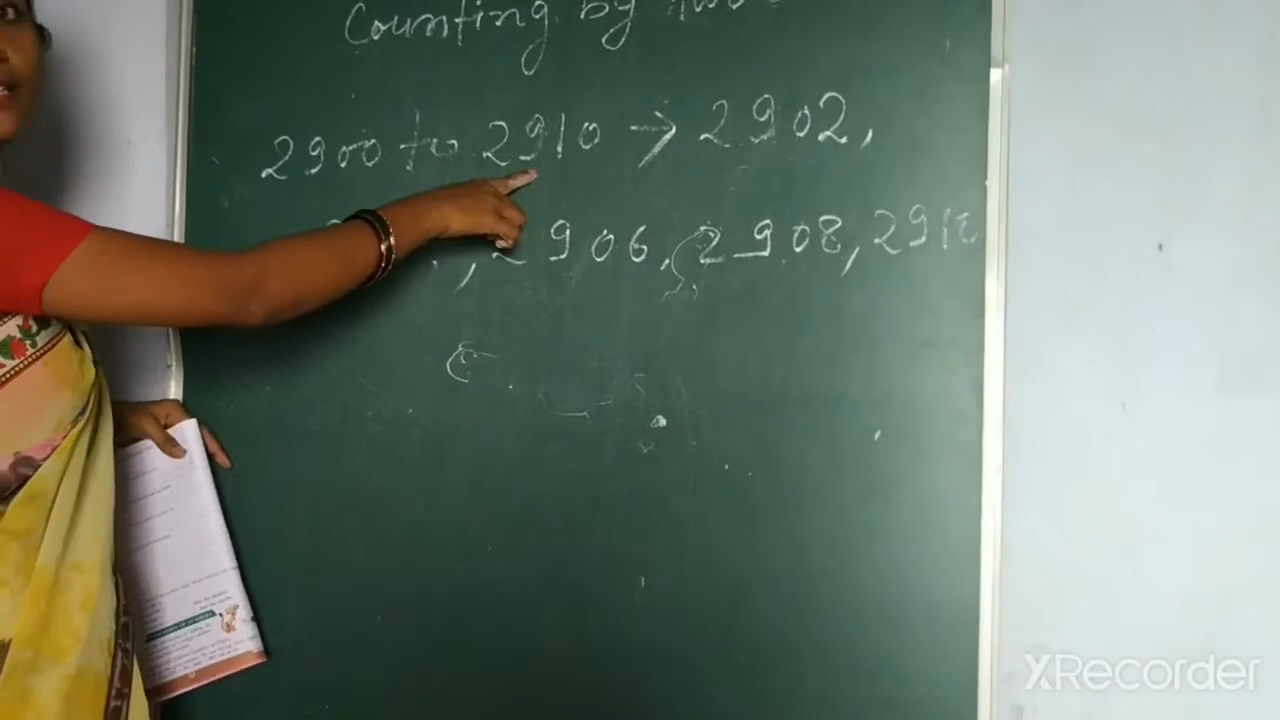 Counting by two
2900 to 2910 → 2902,
, 2906, 2908, 2910
XRecorder